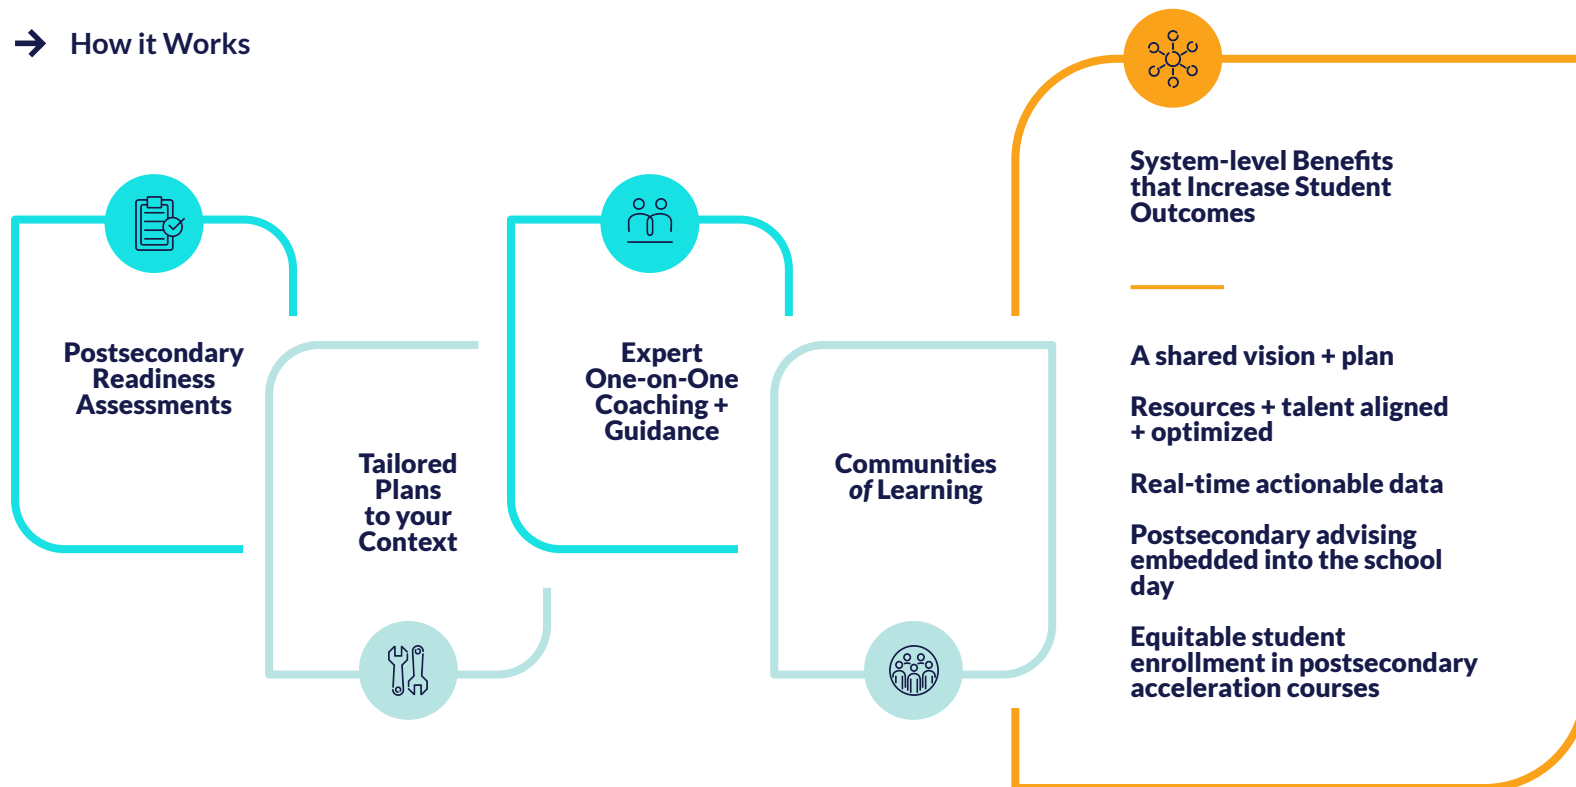 How it Works
Postsecondary
Readiness
Assessments
Tailored
Plans
to your
Context
Expert
One-on-One
Coaching +
Guidance
Communities
of Learning
System-level Benefits
that Increase Student
Outcomes
A shared vision + plan
Resources + talent aligned
+ optimized
Real-time actionable data
Postsecondary advising
embedded into the school
day
Equitable student
enrollment in postsecondary
acceleration courses